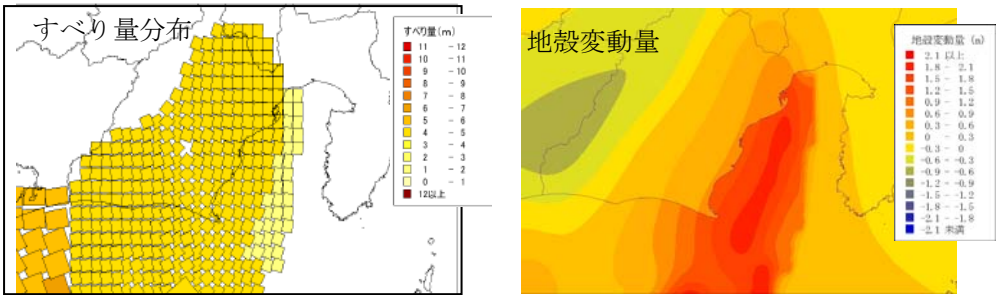 すべり量分布
すべり量(m)
11 - 12
10 - 11
9 - 10
8 - 9
7 - 8
6 - 7
5 - 6
4 - 5
3 - 4
2 - 3
1 - 2
0 - 1
12以上
地殻変動量
地殻変動量 (m)
2.1 以上
1.8 - 2.1
1.5 - 1.8
1.2 - 1.5
0.9 - 1.2
0.6 - 0.9
0.3 - 0.6
0 - 0.3
-0.3 - 0
-0.6 - -0.3
-0.9 - -0.6
-1.2 - -0.9
-1.5 - -1.2
-1.8 - -1.5
-2.1 - -1.8
-2.1 未満